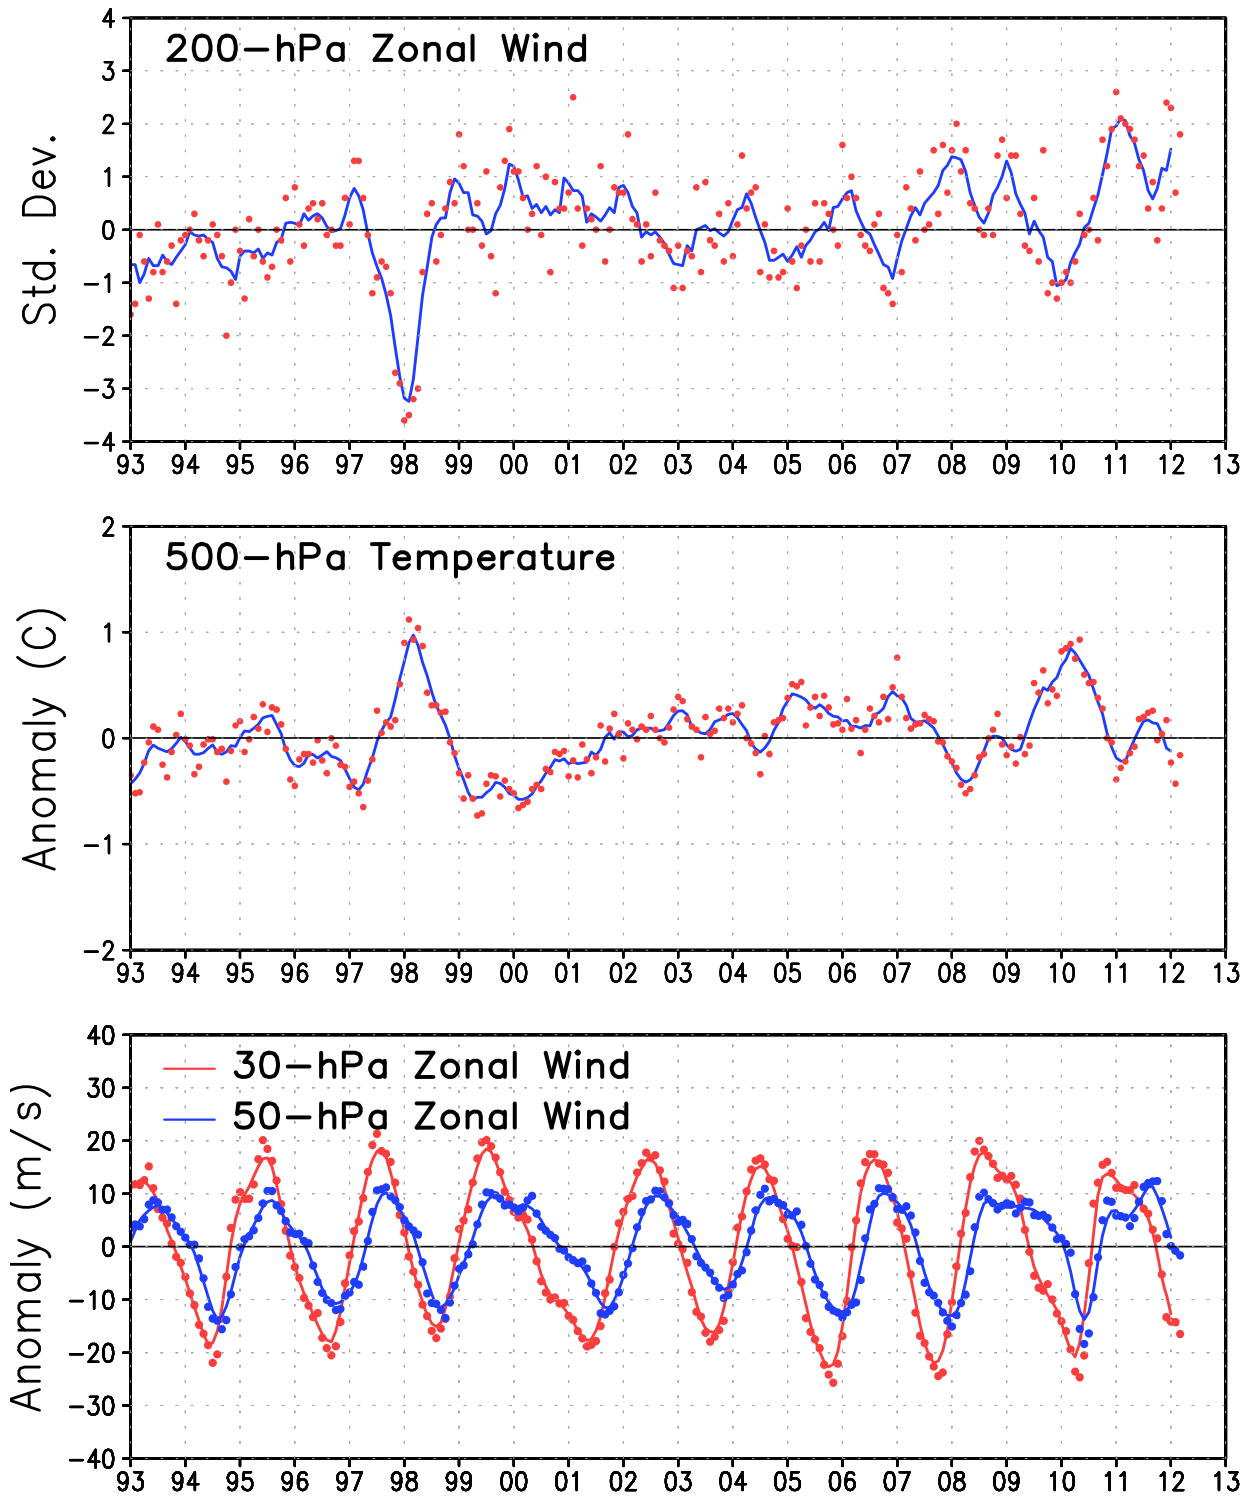 200-hPa Zonal Wind
Std. Dev.
4
3
2
1
0
-1
-2
-3
-4
93 94 95 96 97 98 99 00 01 02 03 04 05 06 07 08 09 10 11 12 13
500-hPa Temperature
Anomaly (C)
2
1
0
-1
-2
93 94 95 96 97 98 99 00 01 02 03 04 05 06 07 08 09 10 11 12 13
30-hPa Zonal Wind
50-hPa Zonal Wind
Anomaly (m/s)
40
30
20
10
0
-10
-20
-30
-40
93 94 95 96 97 98 99 00 01 02 03 04 05 06 07 08 09 10 11 12 13